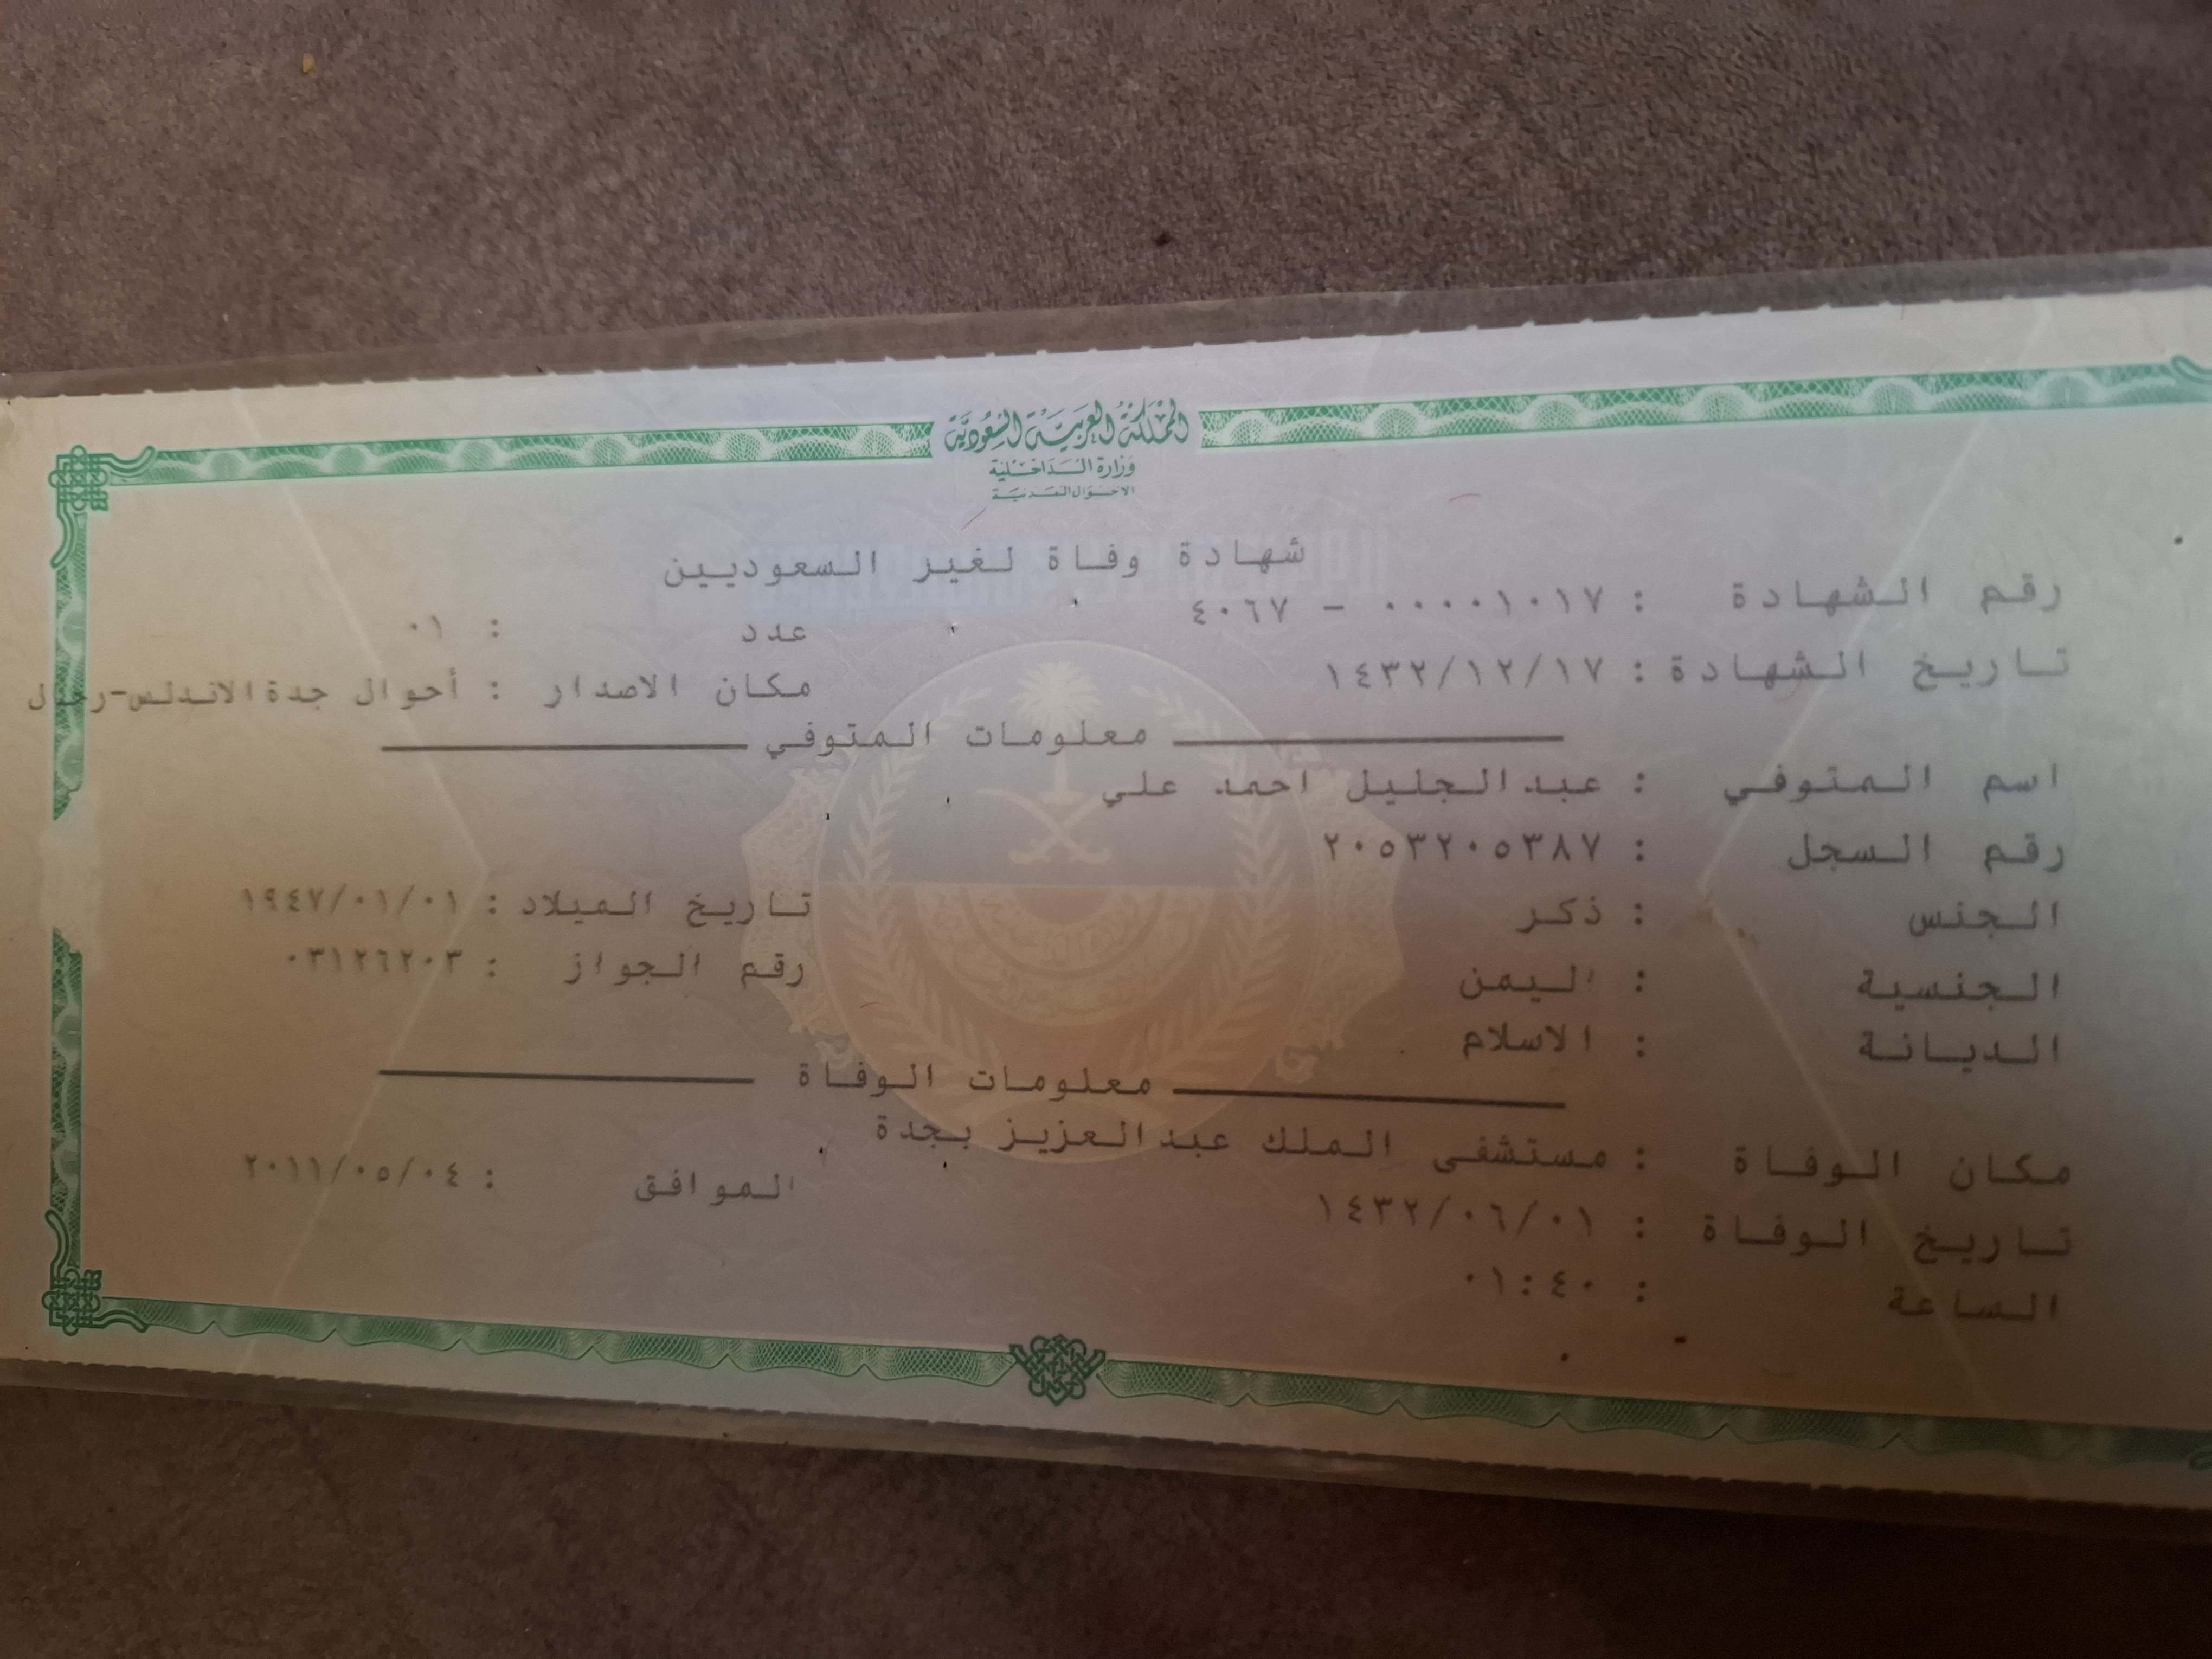 المملكة العربية السعودية
وزارة الداخلية
الاحوال المدنية
شهادة وفاة لغير السعوديين
رقم الشهادة : ٠٠٠٠١٠١٧ - ٤٠٦٧ عدد : ٠١
تاريخ الشهادة : ١٤٣٢/١٢/١٧ مكان الاصدار : أحوال جدة الاندلس-رجال
معلومات المتوفي
اسم المتوفي : عبدالجليل احمد علي
رقم السجل : ٢٠٥٣٢٠٥٣٨٧
الجنس : ذكر تاريخ الميلاد : ١٩٤٧/٠١/٠١
الجنسية : اليمن رقم الجواز : ٠٣١٢٦٢٠٣
الديانة : الاسلام
معلومات الوفاة
مكان الوفاة : مستشفى الملك عبدالعزيز بجدة
تاريخ الوفاة : ١٤٣٢/٠٦/٠١ الموافق : ٢٠١١/٠٥/٠٤
الساعة : ٠١:٤٠